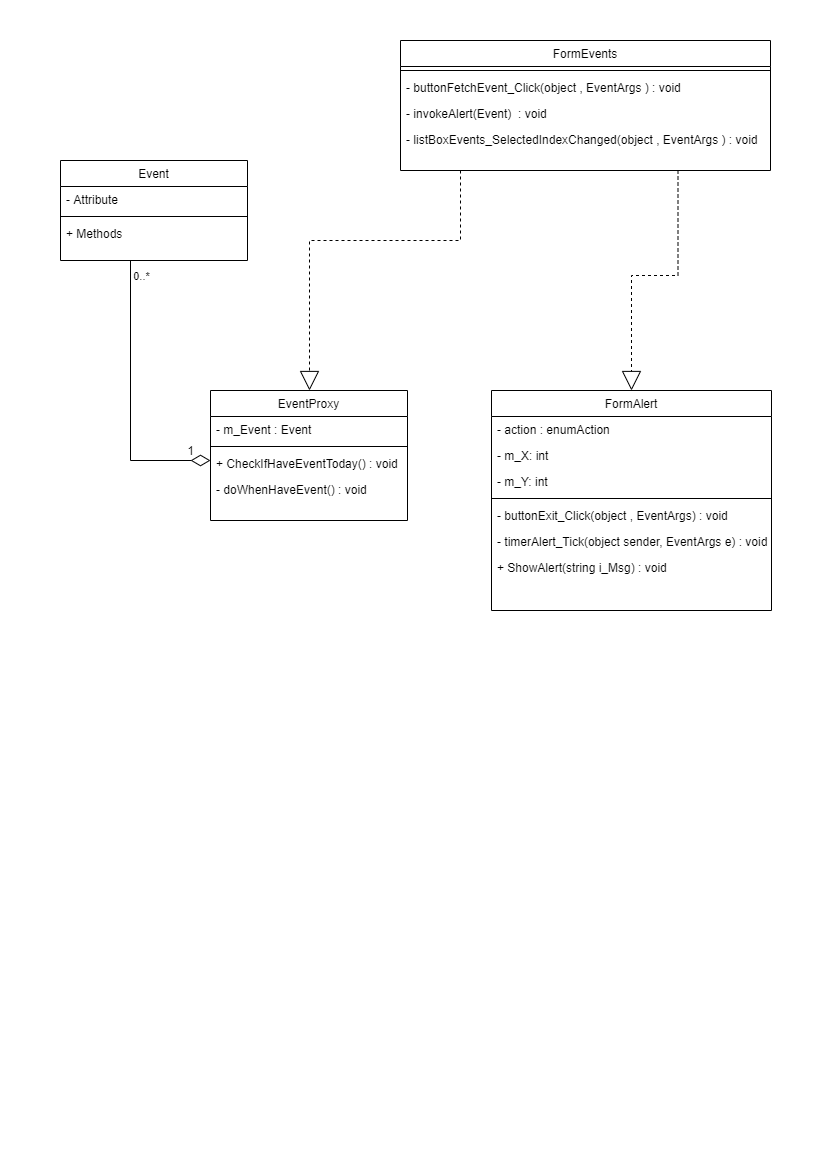 FormEvents
- buttonFetchEvent_Click(object , EventArgs ) : void
- invokeAlert(Event)  : void
- listBoxEvents_SelectedIndexChanged(object , EventArgs ) : void
Event
- Attribute
+ Methods
0..*
EventProxy
- m_Event : Event
1
+ CheckIfHaveEventToday() : void
- doWhenHaveEvent() : void
FormAlert
- action : enumAction
- m_X: int
- m_Y: int
- buttonExit_Click(object , EventArgs) : void
- timerAlert_Tick(object sender, EventArgs e) : void
+ ShowAlert(string i_Msg) : void